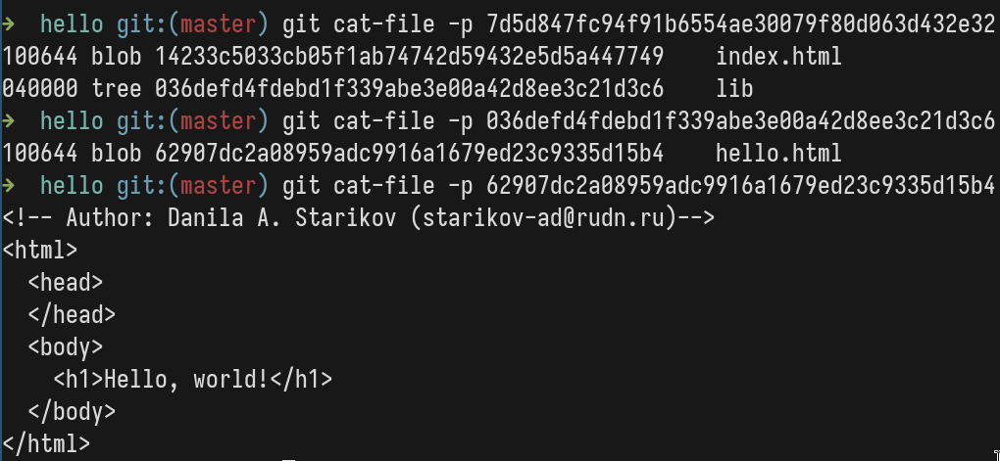 → hello git:(master) git cat-file -p 7d5d847fc94f91b6554ae30079f80d063d432e32
100644 blob 14233c5033cb05f1ab74742d59432e5d5a447749    index.html
040000 tree 036defd4fdebd1f339abe3e00a42d8ee3c21d3c6    lib
→ hello git:(master) git cat-file -p 036defd4fdebd1f339abe3e00a42d8ee3c21d3c6
100644 blob 62907dc2a08959adc9916a1679ed23c9335d15b4    hello.html
→ hello git:(master) git cat-file -p 62907dc2a08959adc9916a1679ed23c9335d15b4
<!-- Author: Danila A. Starikov (starikov-ad@rudn.ru)-->
<html>
  <head>
  </head>
  <body>
    <h1>Hello, world!</h1>
  </body>
</html>